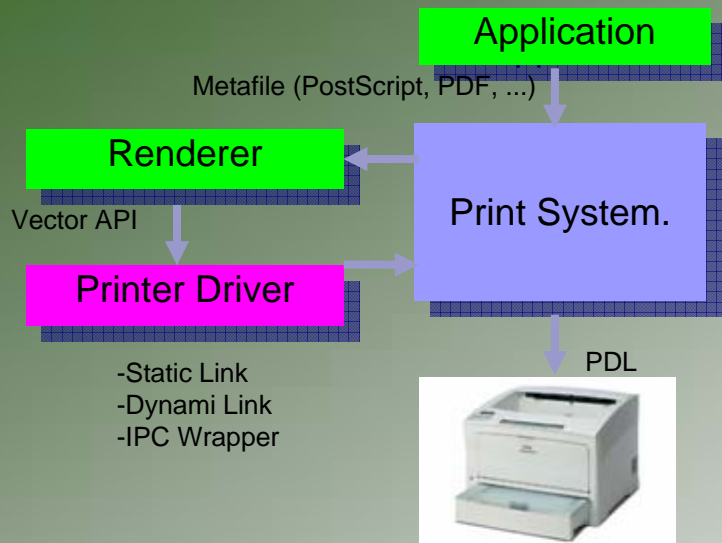 Application
Metafile (PostScript, PDF, ...)
Renderer
Print System.
Vector API
Printer Driver
PDL
-Static Link
-Dynami Link
-IPC Wrapper